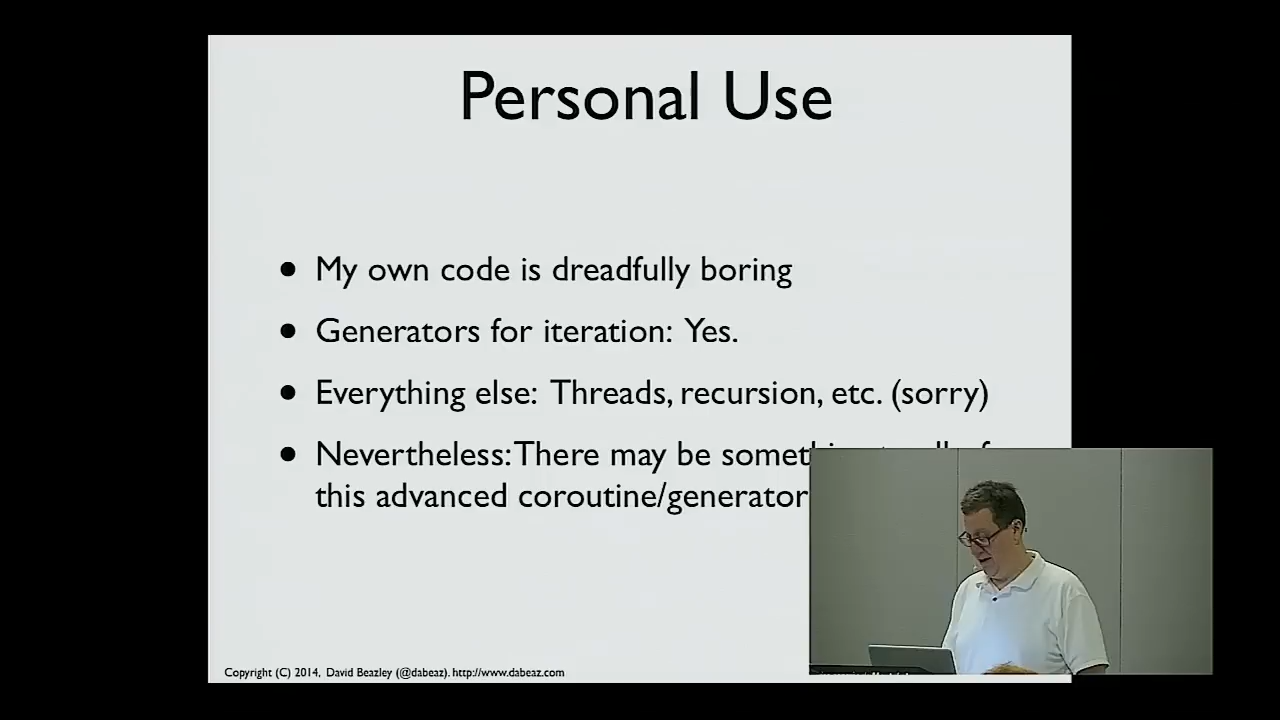 Personal Use
• My own code is dreadfully boring
• Generators for iteration: Yes.
• Everything else: Threads, recursion, etc. (sorry)
• Nevertheless: There may be something to all of
this advanced coroutine/generator
Copyright (C) 2014, David Beazley (@dabeaz). http://www.dabeaz.com